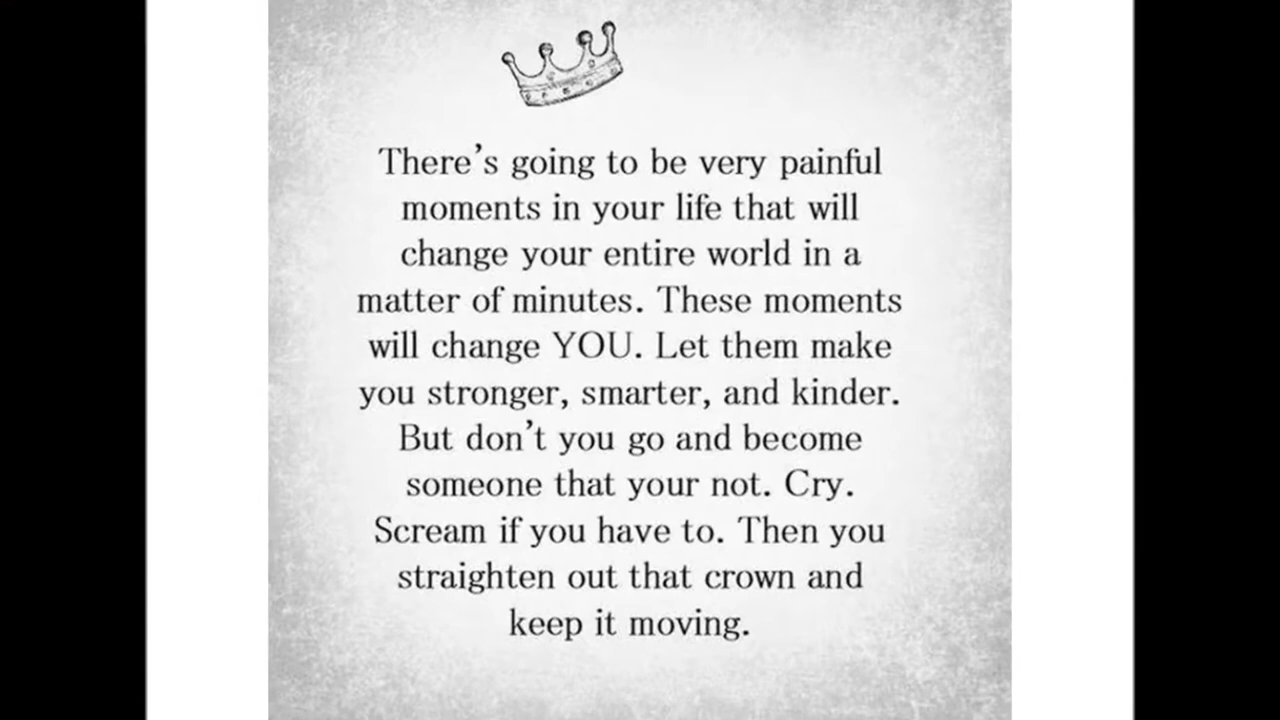 There's going to be very painful
moments in your life that will
change your entire world in a
matter of minutes. These moments
will change YOU. Let them make
you stronger, smarter, and kinder.
But don't you go and become
someone that your not. Cry.
Scream if you have to. Then you
straighten out that crown and
keep it moving.